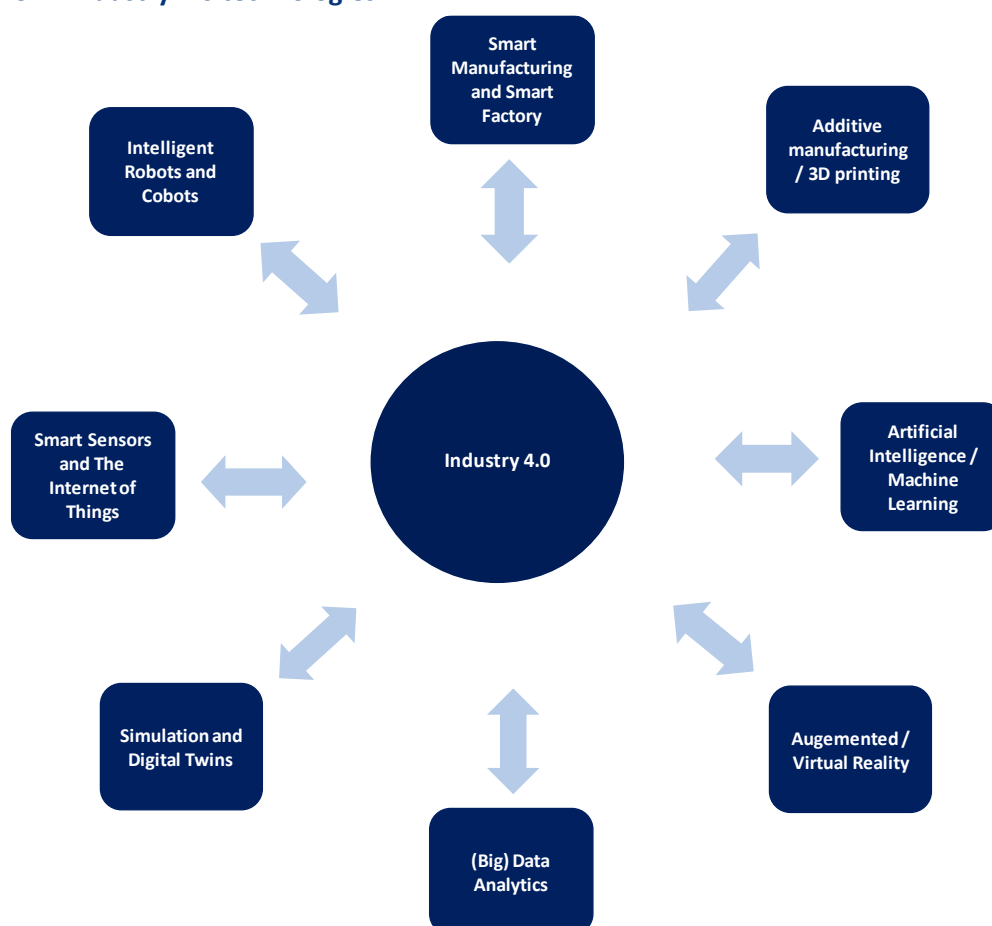 Smart
Manufacturing
and Smart
Factory
Additive
manufacturing
/ 3D printing
Intelligent
Robots and
Cobots
Industry 4.0
Artificial
Intelligence /
Machine
Learning
Smart Sensors
and The
Internet of
Things
Simulation and
Digital Twins
Augemented /
Virtual Reality
(Big) Data
Analytics